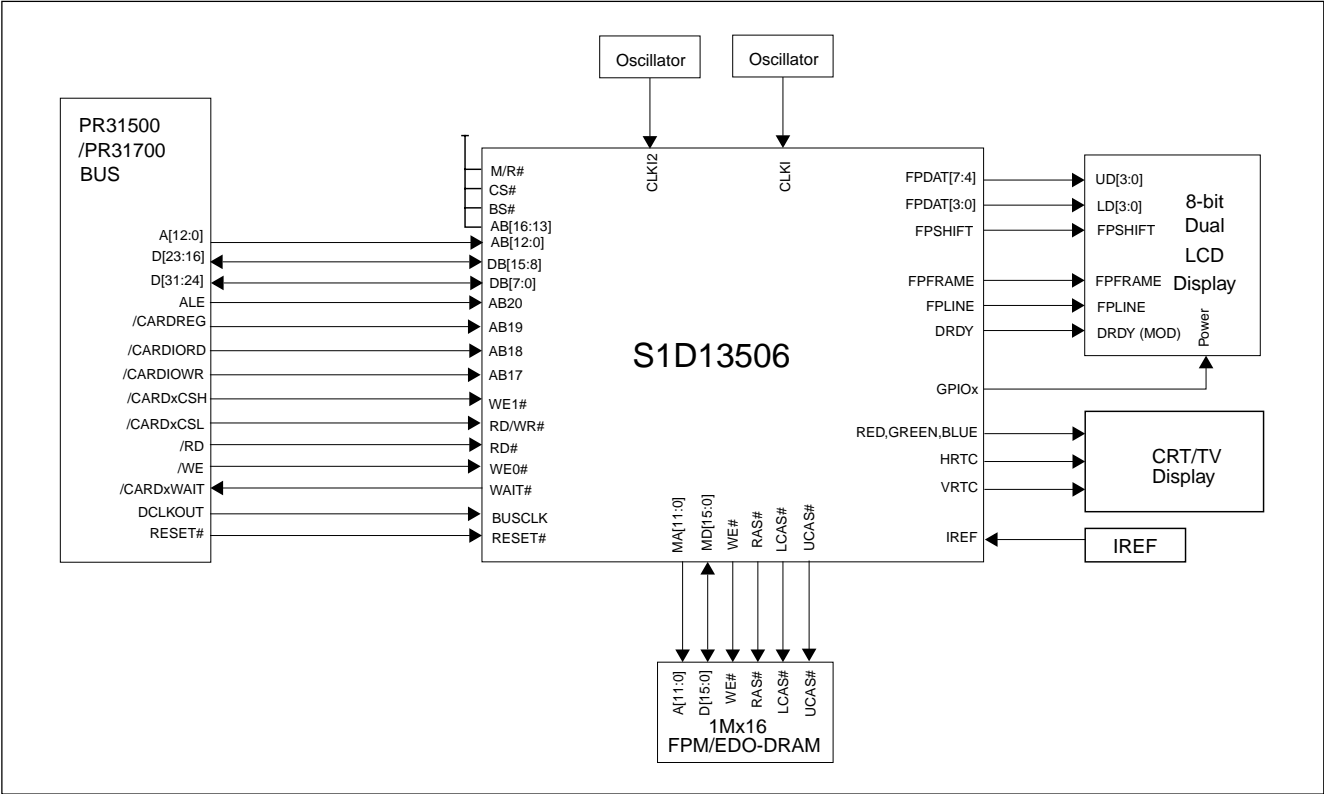 Oscillator
Oscillator
PR31500
/PR31700
BUS
A[12:0]
D[23:16]
D[31:24]
ALE
/CARDREG
/CARDIORD
/CARDIOWR
/CARDxCSH
/CARDxCSL
/RD
/WE
/CARDxWAIT
DCLKOUT
RESET#
M/R#
CS#
BS#
AB[16:13]
AB[12:0]
DB[15:8]
DB[7:0]
AB20
AB19
AB18
AB17
WE1#
RD/WR#
RD#
WE0#
WAIT#
BUSCLK
RESET#
CLKI2
CLKI
S1D13506
FPDAT[7:4]
FPDAT[3:0]
FPSHIFT
FPFRAME
FPLINE
DRDY
GPIOx
RED,GREEN,BLUE
HRTC
VRTC
IREF
UD[3:0]
LD[3:0]
FPSHIFT
FPFRAME
FPLINE
DRDY (MOD)
8-bit
Dual
LCD
Display
Power
CRT/TV
Display
IREF
MA[11:0]
MD[15:0]
WE#
RAS#
LCAS#
UCAS#
A[11:0]
D[15:0]
WE#
RAS#
LCAS#
UCAS#
1Mx16
FPM/EDO-DRAM